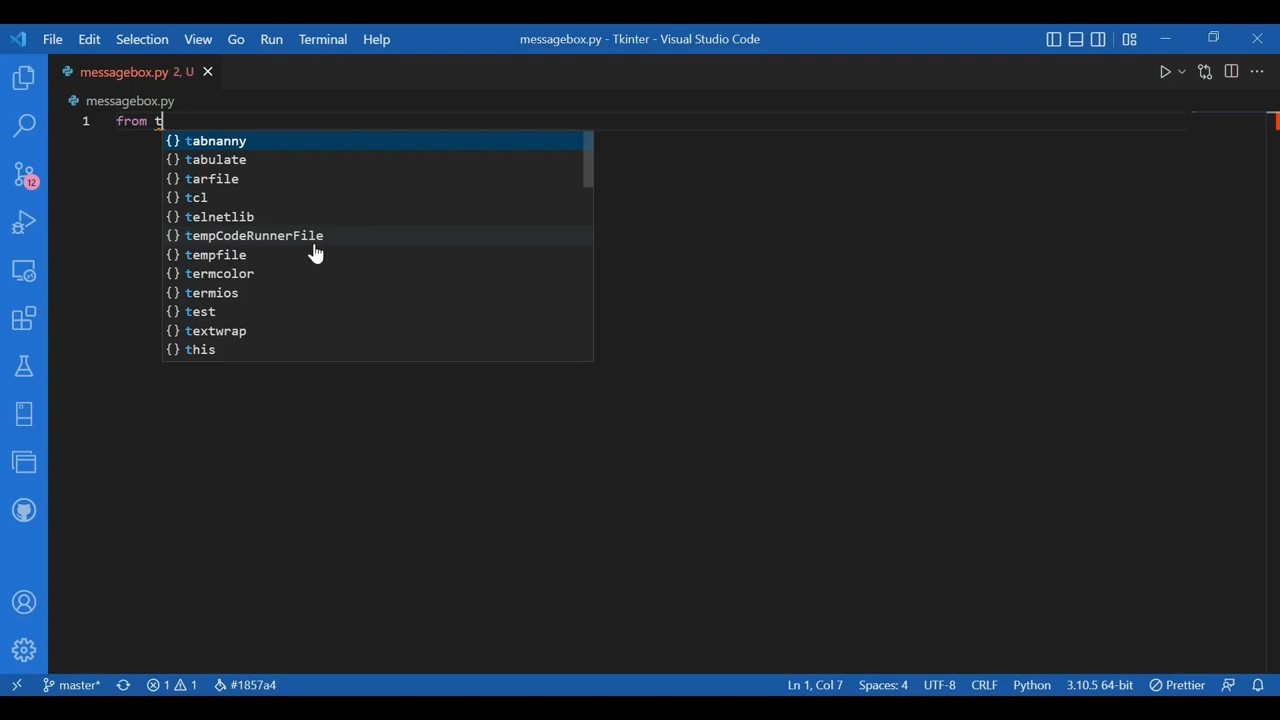 File Edit Selection View Go Run Terminal Help messagebox.py - Tkinter - Visual Studio Code
messagebox.py 2, U
messagebox.py
1 from t
{} tabnanny
{} tabulate
{} tarfile
{} tcl
{} telnetlib
{} tempCodeRunnerFile
{} tempfile
{} termcolor
{} termios
{} test
{} textwrap
{} this
12
master* 1 1 #1857a4 Ln 1, Col 7 Spaces: 4 UTF-8 CRLF Python 3.10.5 64-bit Prettier